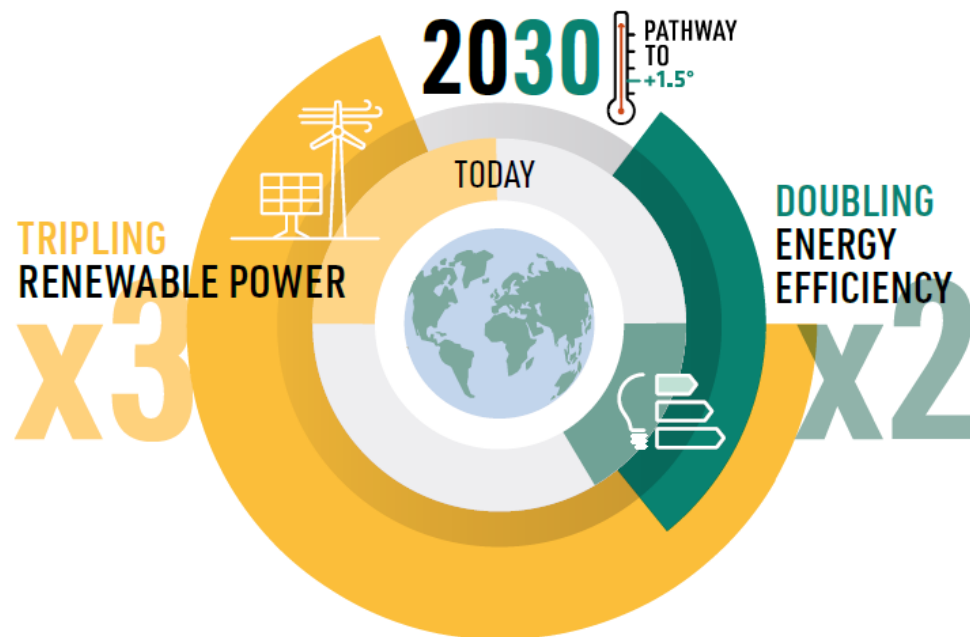 2030
PATHWAY
TO
+1.5°
TODAY
TRIPLING
RENEWABLE POWER
x3
DOUBLING
ENERGY
EFFICIENCY
x2